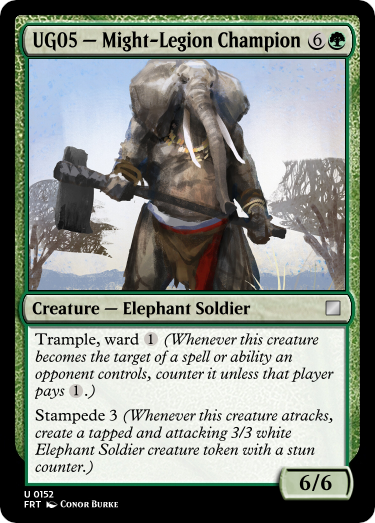 UG05 — Might-Legion Champion 6
Creature — Elephant Soldier
Trample, ward 1 (Whenever this creature
becomes the target of a spell or ability an
opponent controls, counter it unless that player
pays 1.)
Stampede 3 (Whenever this creature atracks,
create a tapped and attacking 3/3 white
Elephant Soldier creature token with a stun
counter.)
6/6
U 0152
FRT Conor Burke